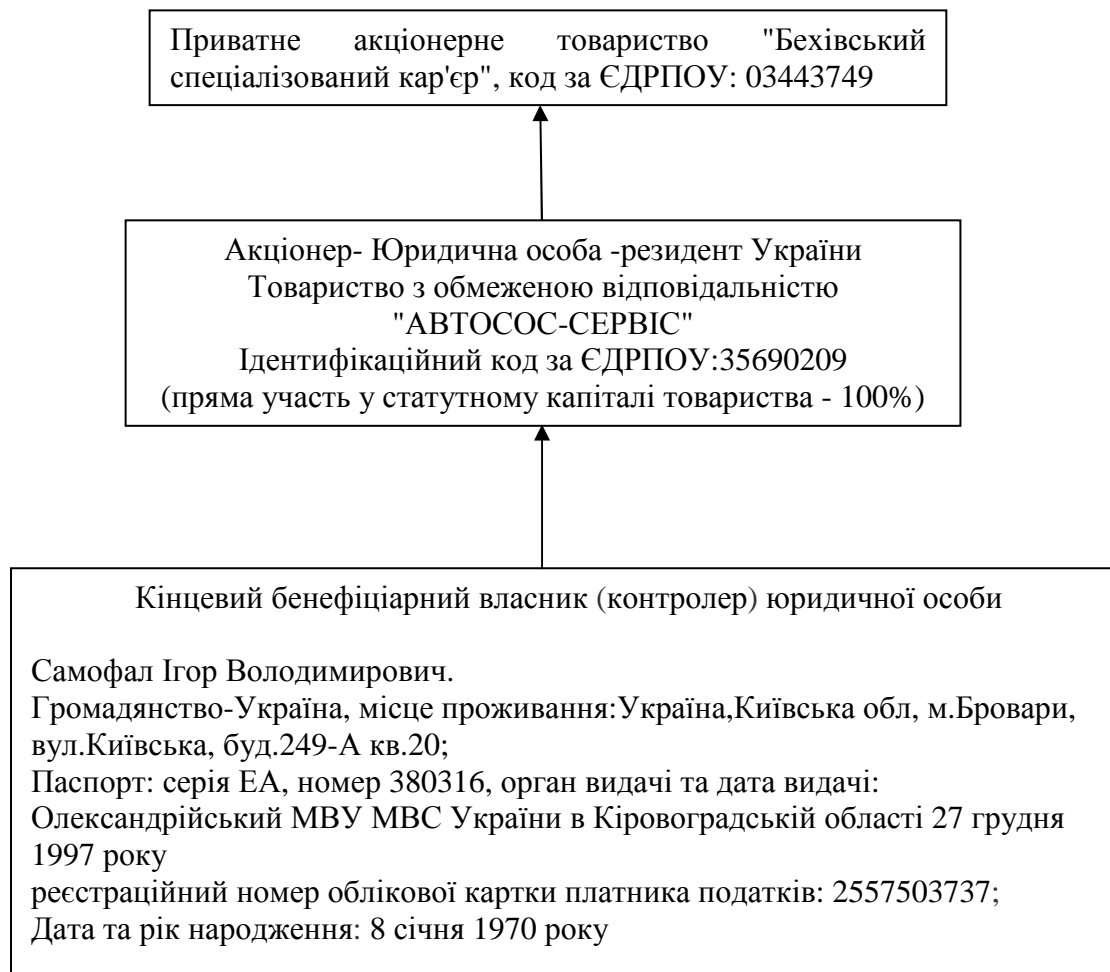 Приватне акціонерне товариство "Бехівський
спеціалізований кар'єр", код за ЄДРПОУ: 03443749
Акціонер- Юридична особа -резидент України
Товариство з обмеженою відповідальністю
"АВТОСОС-СЕРВІС"
Ідентифікаційний код за ЄДРПОУ:35690209
(пряма участь у статутному капіталі товариства - 100%)
Кінцевий бенефіціарний власник (контролер) юридичної особи
Самофал Ігор Володимирович.
Громадянство-Україна, місце проживання:Україна,Київська обл, м.Бровари,
вул.Київська, буд.249-А кв.20;
Паспорт: серія ЕА, номер 380316, орган видачі та дата видачі:
Олександрійський МВУ МВС України в Кіровоградській області 27 грудня
1997 року
реєстраційний номер облікової картки платника податків: 2557503737;
Дата та рік народження: 8 січня 1970 року